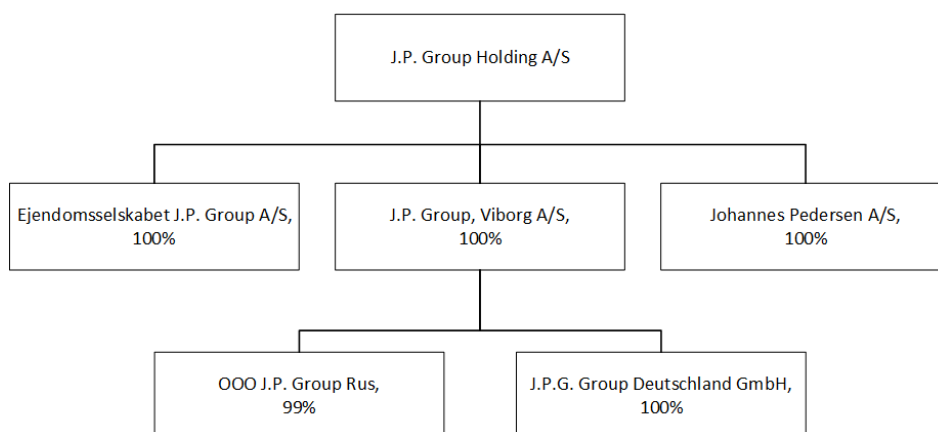 J.P. Group Holding A/S
Ejendomsselskabet J.P. Group A/S,
100%
J.P. Group, Viborg A/S,
100%
Johannes Pedersen A/S,
100%
OOO J.P. Group Rus,
99%
J.P.G. Group Deutschland GmbH,
100%